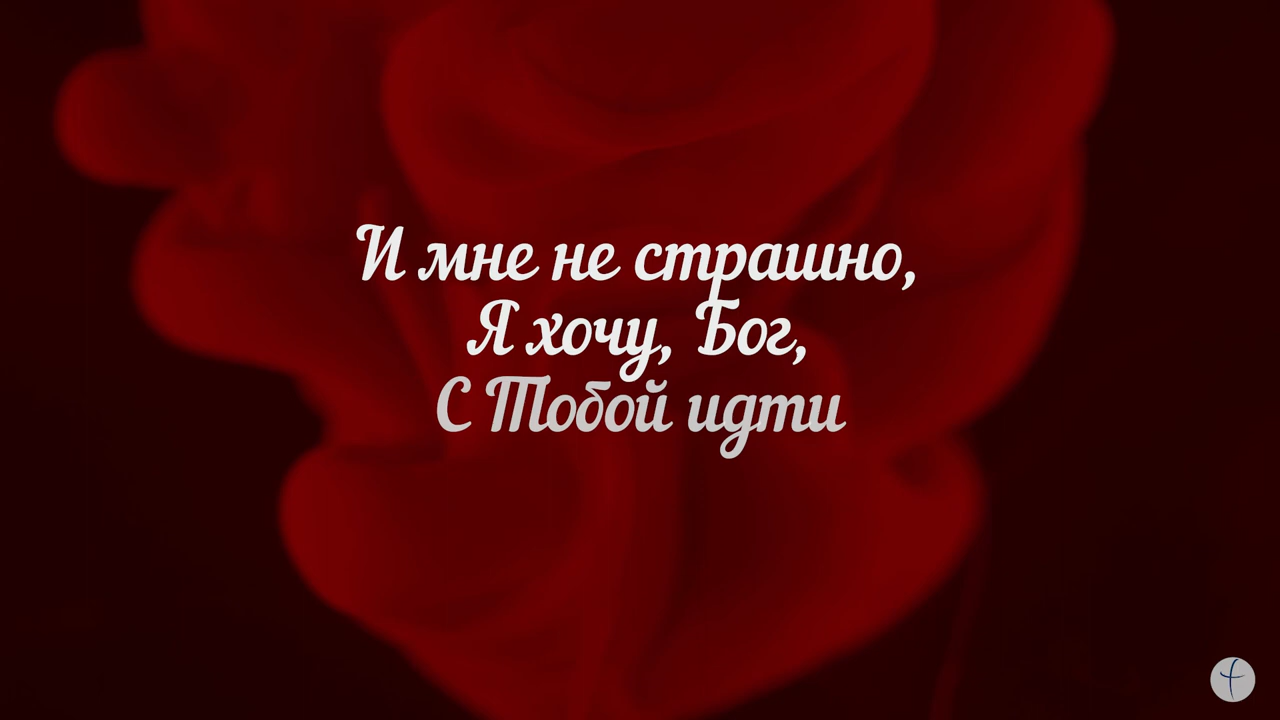 И мне не страшно,
Я хочу, Бог,
С Тобой идти